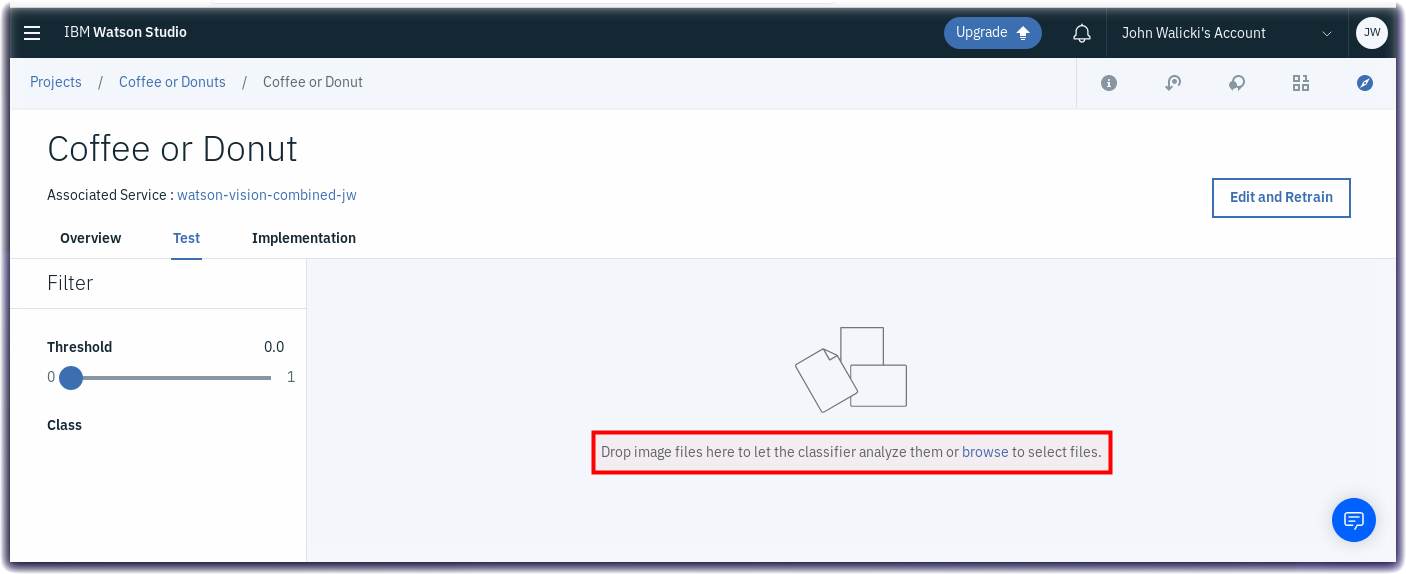 IBM Watson Studio
Upgrade
John Walicki's Account
JW
Projects / Coffee or Donuts / Coffee or Donut
Coffee or Donut
Associated Service : watson-vision-combined-jw
Edit and Retrain
Overview Test Implementation
Filter
Threshold 0.0
0 1
Class
Drop image files here to let the classifier analyze them or browse to select files.